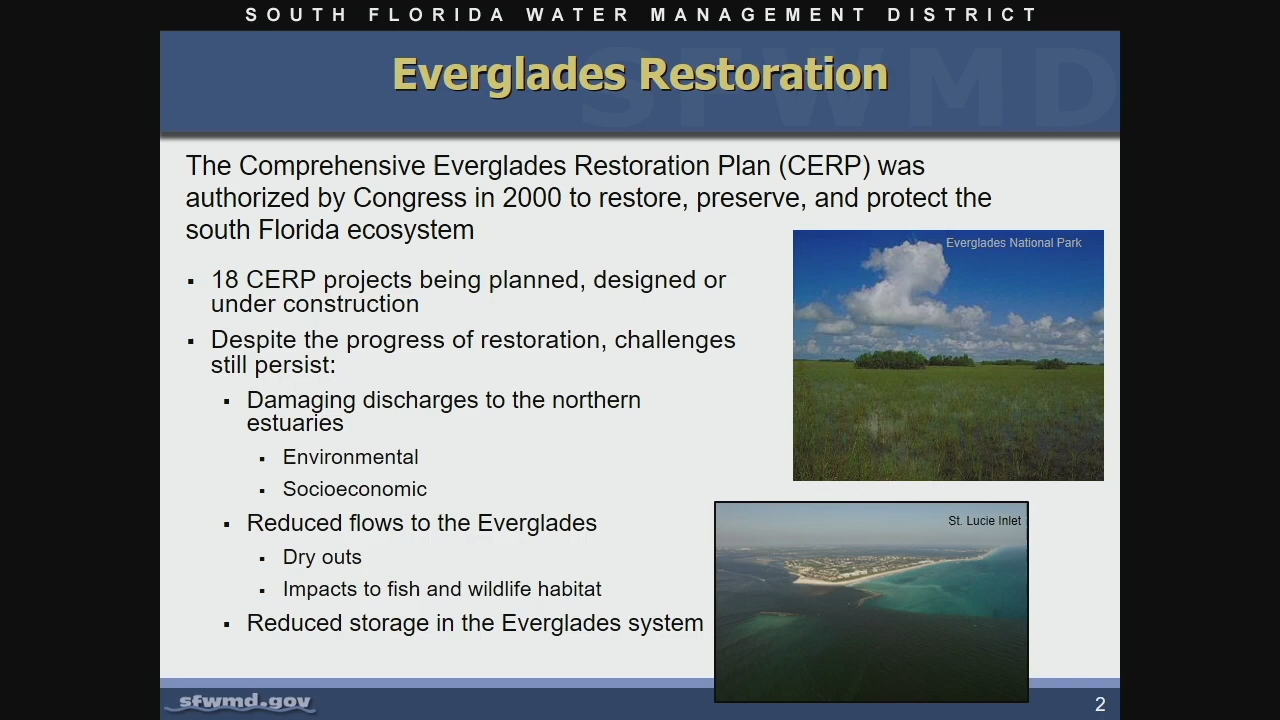 SOUTH FLORIDA WATER MANAGEMENT DISTRICT
SFWMD
Everglades Restoration
The Comprehensive Everglades Restoration Plan (CERP) was
authorized by Congress in 2000 to restore, preserve, and protect the
south Florida ecosystem
▪ 18 CERP projects being planned, designed or
under construction
▪ Despite the progress of restoration, challenges
still persist:
▪ Damaging discharges to the northern
estuaries
▪ Environmental
▪ Socioeconomic
▪ Reduced flows to the Everglades
▪ Dry outs
▪ Impacts to fish and wildlife habitat
▪ Reduced storage in the Everglades system
Everglades National Park
St. Lucie Inlet
sfwmd.gov
2